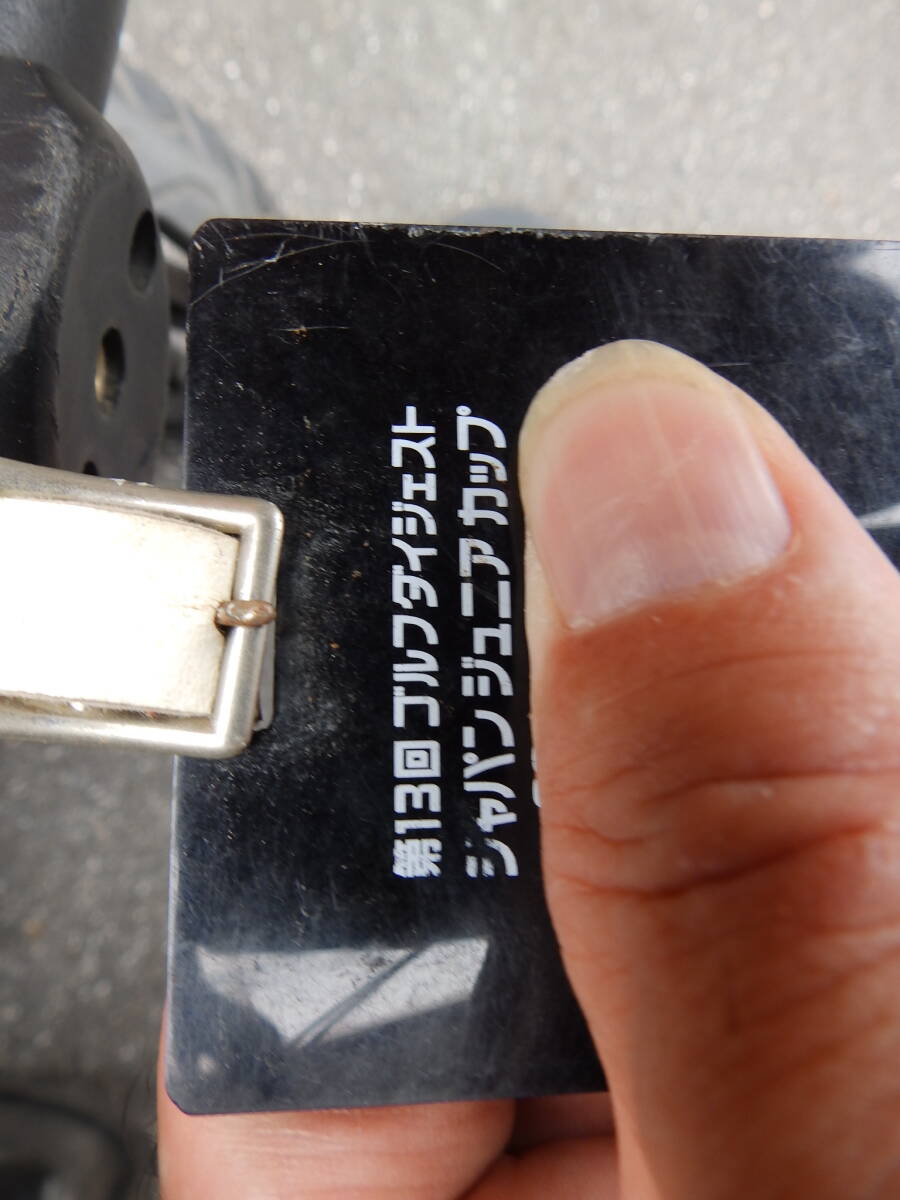 第13回 ゴルフダイジェスト
ジャパン ジュニア カップ